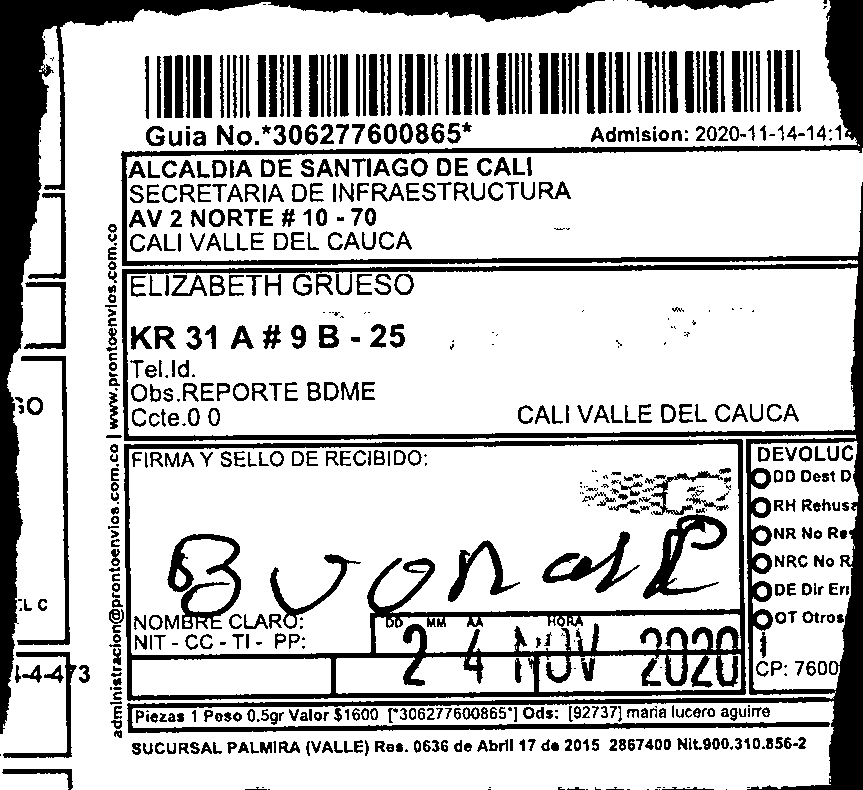 Guia No.*306277600865*
Admision: 2020-11-14-14:14
ALCALDIA DE SANTIAGO DE CALI
SECRETARIA DE INFRAESTRUCTURA
AV 2 NORTE # 10 - 70
CALI VALLE DEL CAUCA
ELIZABETH GRUESO
KR 31 A # 9 B - 25
Tel.Id.
Obs.REPORTE BDME
Ccte.0 0
CALI VALLE DEL CAUCA
administracion@prontoenvios.com.co | www.prontoenvios.com.co
FIRMA Y SELLO DE RECIBIDO:
NOMBRE CLARO:
NIT - CC - TI - PP:
DD MM AA HORA
24 NOV 2020
DEVOLUC
DD Dest D
RH Rehusa
NR No Re
NRC No R
DE Dir Err
OT Otros
CP: 7600
Piezas 1 Peso 0.5gr Valor $1600 [*306277600865*] Ods: [92737] maria lucero aguirre
SUCURSAL PALMIRA (VALLE) Res. 0636 de Abril 17 de 2015 2867400 Nit.900.310.856-2
GO
EL C
-4-473